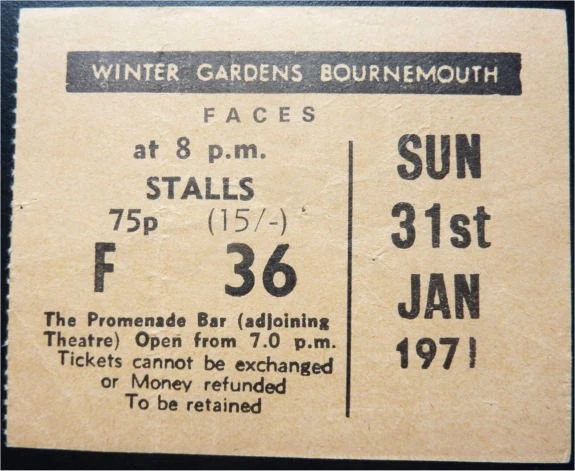 WINTER GARDENS BOURNEMOUTH
FACES
at 8 p.m.
STALLS
75p (15/-)
F 36
The Promenade Bar (adjoining
Theatre) Open from 7.0 p.m.
Tickets cannot be exchanged
or Money refunded
To be retained
SUN
31st
JAN
1971